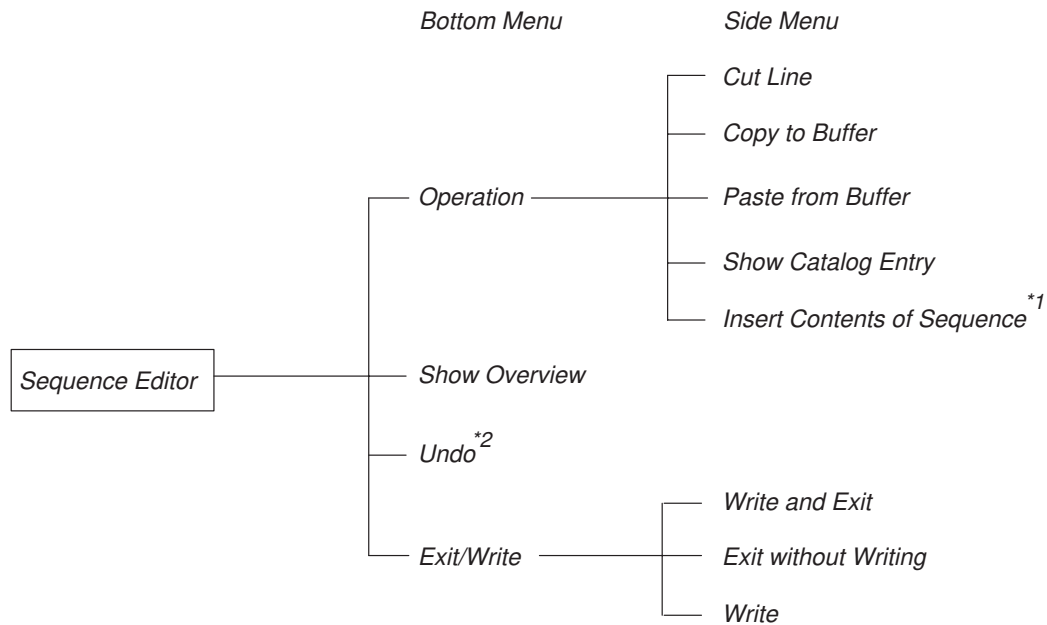 Bottom Menu Side Menu
Cut Line
Copy to Buffer
Operation Paste from Buffer
Show Catalog Entry
Insert Contents of Sequence*1
Sequence Editor Show Overview
Undo*2
Write and Exit
Exit/Write Exit without Writing
Write